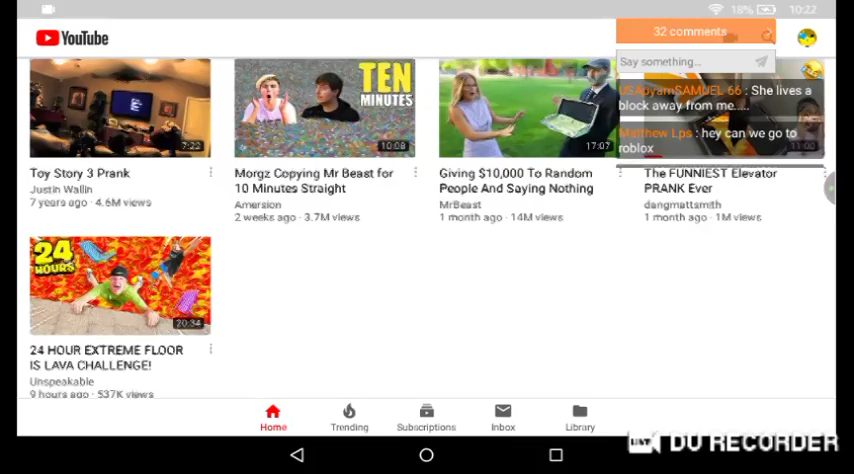 18% 10:22
YouTube
32 comments
Say something...
USApyamSAMUEL 66 : She lives a
block away from me.....
Matthew Lps : hey can we go to
roblox
7:22
TEN
MINUTES
10:08
17:07
11:00
Toy Story 3 Prank
Justin Wallin
7 years ago · 4.6M views
Morgz Copying Mr Beast for
10 Minutes Straight
Amersion
2 weeks ago · 3.7M views
Giving $10,000 To Random
People And Saying Nothing
MrBeast
1 month ago · 14M views
The FUNNIEST Elevator
PRANK Ever
dangmattsmith
1 month ago · 1M views
24
HOURS
20:34
24 HOUR EXTREME FLOOR
IS LAVA CHALLENGE!
Unspeakable
9 hours ago · 537K views
Home
Trending
Subscriptions
Inbox
Library
DU RECORDER